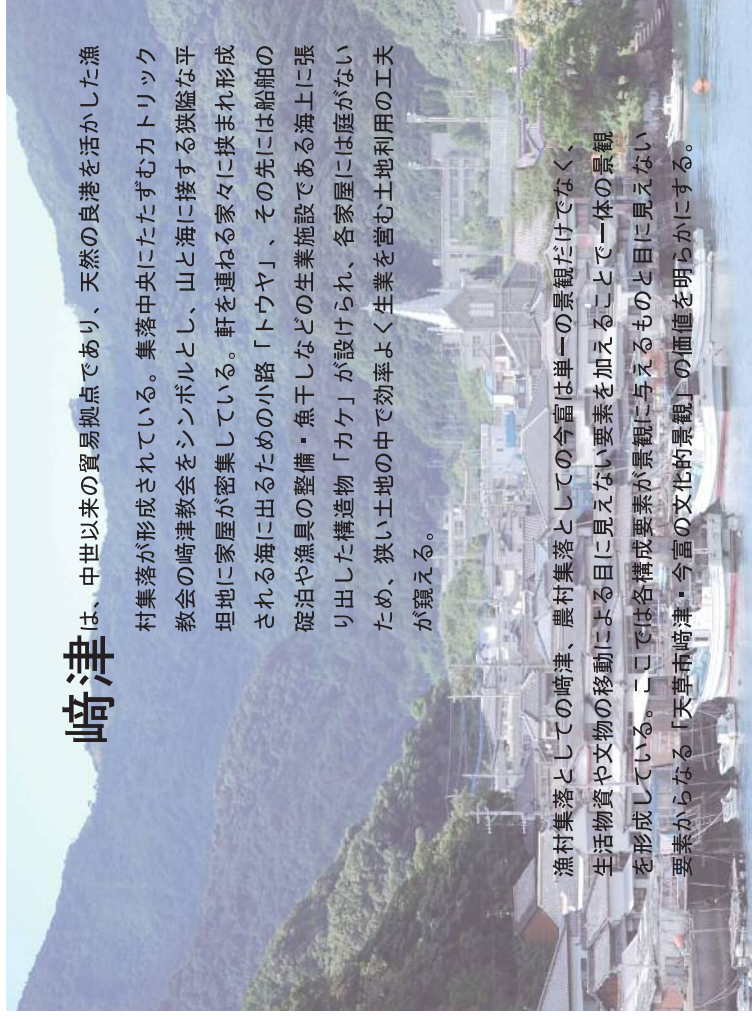 﨑津は、中世以来の貿易拠点であり、天然の良港を活かした漁
村集落が形成されている。集落中央にたたずむカトリック
教会の﨑津教会をシンボルとし、山と海に接する狭隘な平
坦地に家屋が密集している。軒を連ねる家々に挟まれ形成
される海に出るための小路「トウヤ」、その先には船舶の
碇泊や漁具の整備・魚干しなどの生業施設である海上に張
り出した構造物「カケ」が設けられ、各家屋には庭がない
ため、狭い土地の中で効率よく生業を営む土地利用の工夫
が窺える。
漁村集落としての﨑津、農村集落としての今富は単一の景観だけでなく、
生活物資や文物の移動による目に見えない要素を加えることで一体の景観
を形成している。ここでは各構成要素が景観に与えるものと目に見えない
要素からなる「天草市﨑津・今富の文化的景観」の価値を明らかにする。